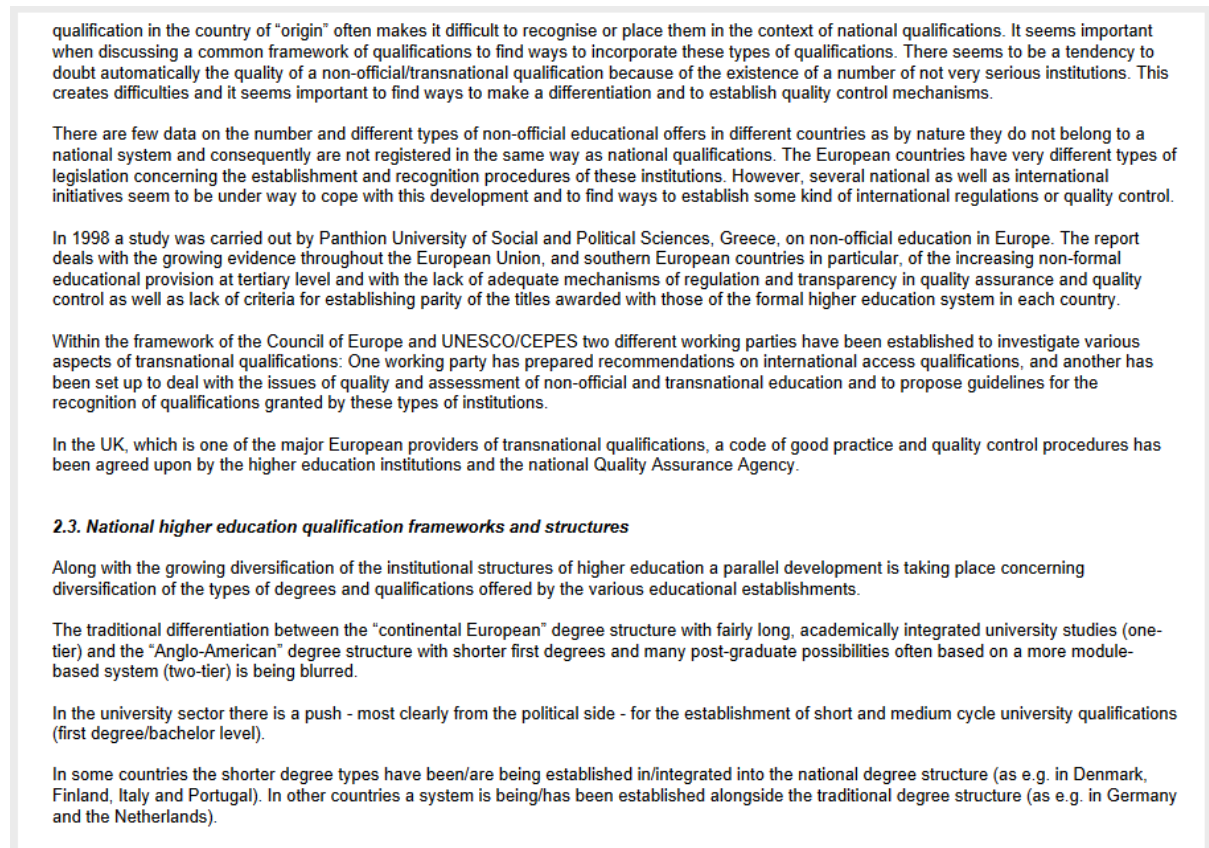 qualification in the country of “origin” often makes it difficult to recognise or place them in the context of national qualifications. It seems important
when discussing a common framework of qualifications to find ways to incorporate these types of qualifications. There seems to be a tendency to
doubt automatically the quality of a non-official/transnational qualification because of the existence of a number of not very serious institutions. This
creates difficulties and it seems important to find ways to make a differentiation and to establish quality control mechanisms.
There are few data on the number and different types of non-official educational offers in different countries as by nature they do not belong to a
national system and consequently are not registered in the same way as national qualifications. The European countries have very different types of
legislation concerning the establishment and recognition procedures of these institutions. However, several national as well as international
initiatives seem to be under way to cope with this development and to find ways to establish some kind of international regulations or quality control.
In 1998 a study was carried out by Panthion University of Social and Political Sciences, Greece, on non-official education in Europe. The report
deals with the growing evidence throughout the European Union, and southern European countries in particular, of the increasing non-formal
educational provision at tertiary level and with the lack of adequate mechanisms of regulation and transparency in quality assurance and quality
control as well as lack of criteria for establishing parity of the titles awarded with those of the formal higher education system in each country.
Within the framework of the Council of Europe and UNESCO/CEPES two different working parties have been established to investigate various
aspects of transnational qualifications: One working party has prepared recommendations on international access qualifications, and another has
been set up to deal with the issues of quality and assessment of non-official and transnational education and to propose guidelines for the
recognition of qualifications granted by these types of institutions.
In the UK, which is one of the major European providers of transnational qualifications, a code of good practice and quality control procedures has
been agreed upon by the higher education institutions and the national Quality Assurance Agency.
2.3. National higher education qualification frameworks and structures
Along with the growing diversification of the institutional structures of higher education a parallel development is taking place concerning
diversification of the types of degrees and qualifications offered by the various educational establishments.
The traditional differentiation between the “continental European” degree structure with fairly long, academically integrated university studies (one-
tier) and the “Anglo-American” degree structure with shorter first degrees and many post-graduate possibilities often based on a more module-
based system (two-tier) is being blurred.
In the university sector there is a push - most clearly from the political side - for the establishment of short and medium cycle university qualifications
(first degree/bachelor level).
In some countries the shorter degree types have been/are being established in/integrated into the national degree structure (as e.g. in Denmark,
Finland, Italy and Portugal). In other countries a system is being/has been established alongside the traditional degree structure (as e.g. in Germany
and the Netherlands).